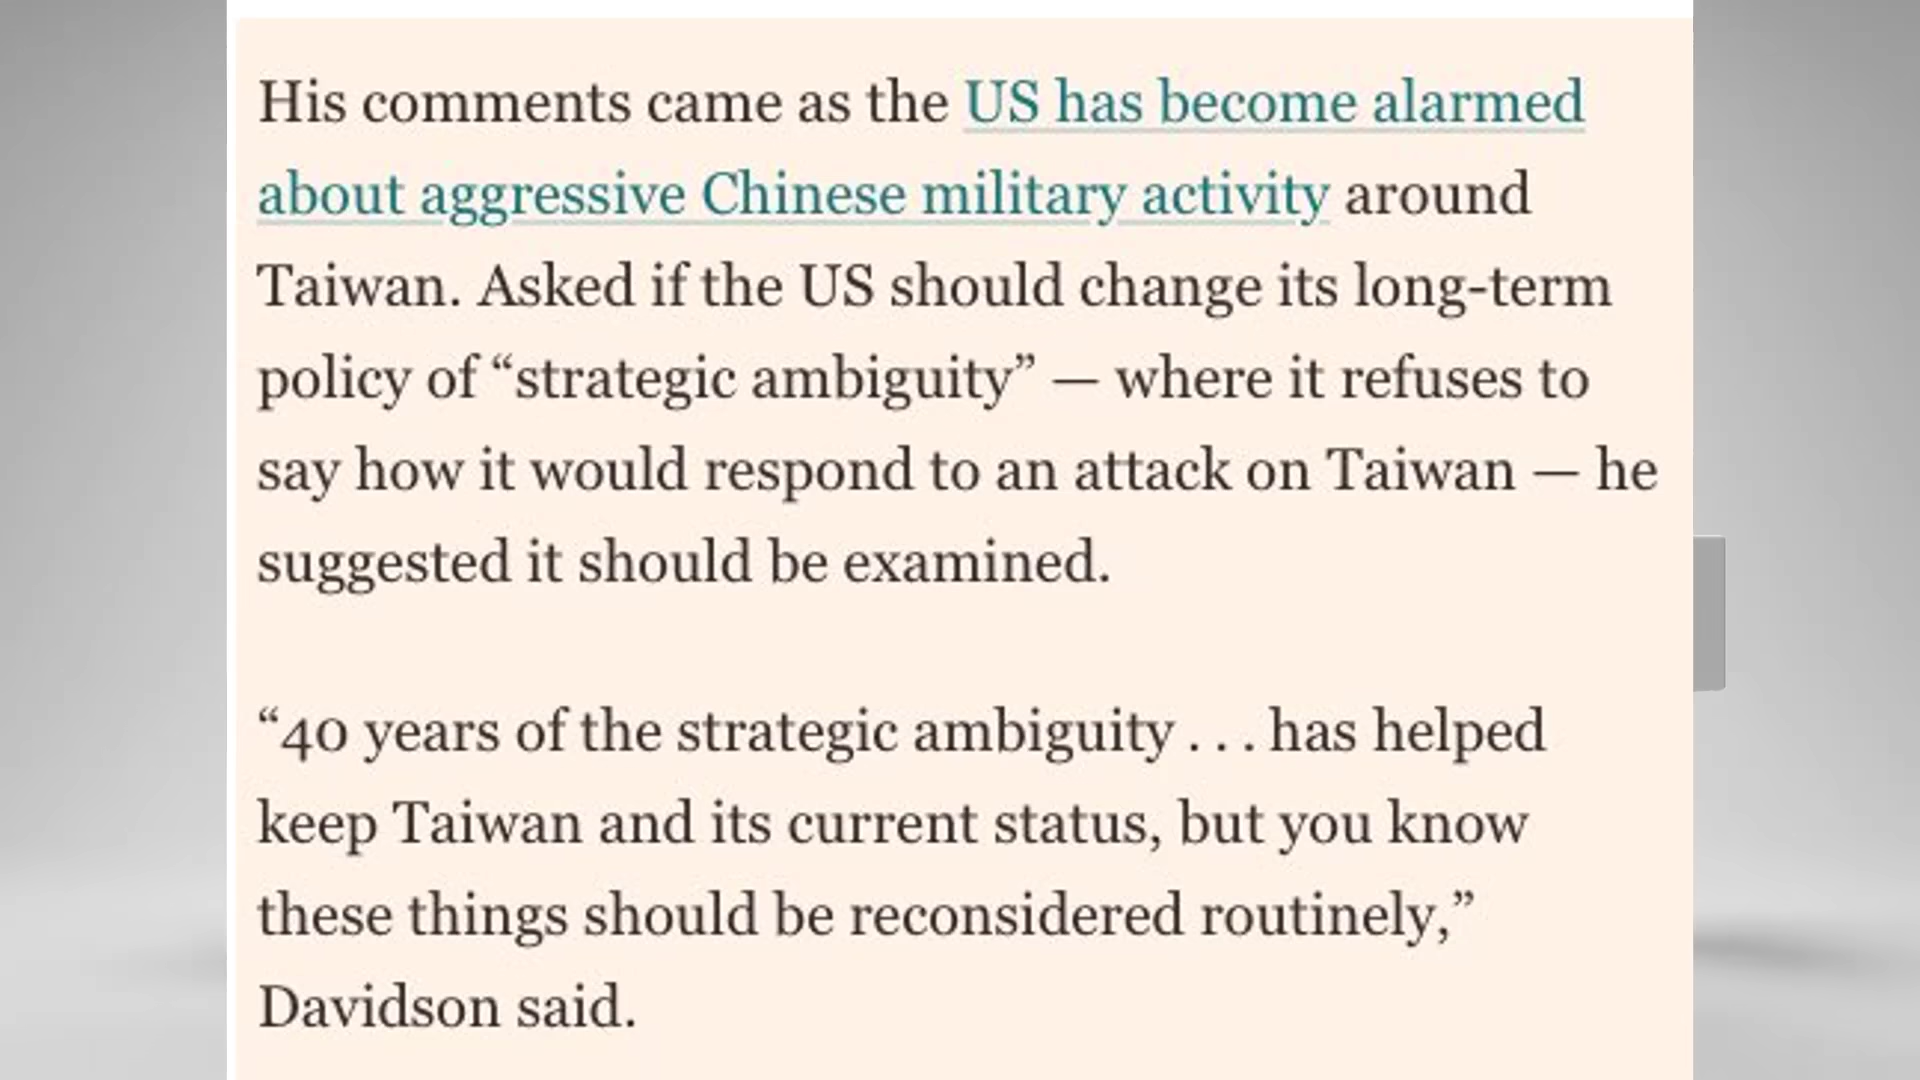 His comments came as the US has become alarmed
about aggressive Chinese military activity around
Taiwan. Asked if the US should change its long-term
policy of “strategic ambiguity” — where it refuses to
say how it would respond to an attack on Taiwan — he
suggested it should be examined.
“40 years of the strategic ambiguity . . . has helped
keep Taiwan and its current status, but you know
these things should be reconsidered routinely,”
Davidson said.